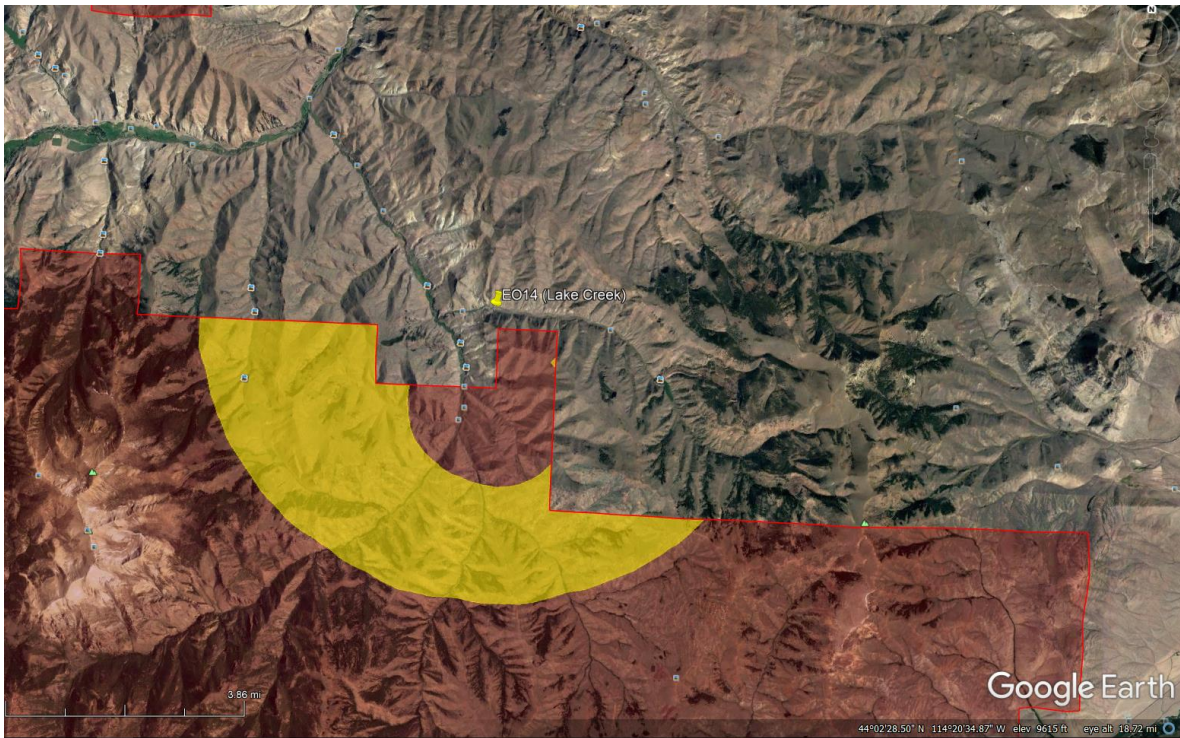 N
EO14 (Lake Creek)
3.86 mi
Google Earth
44°02'28.50" N 114°20'34.87" W elev 9615 ft eye alt 18.72 mi